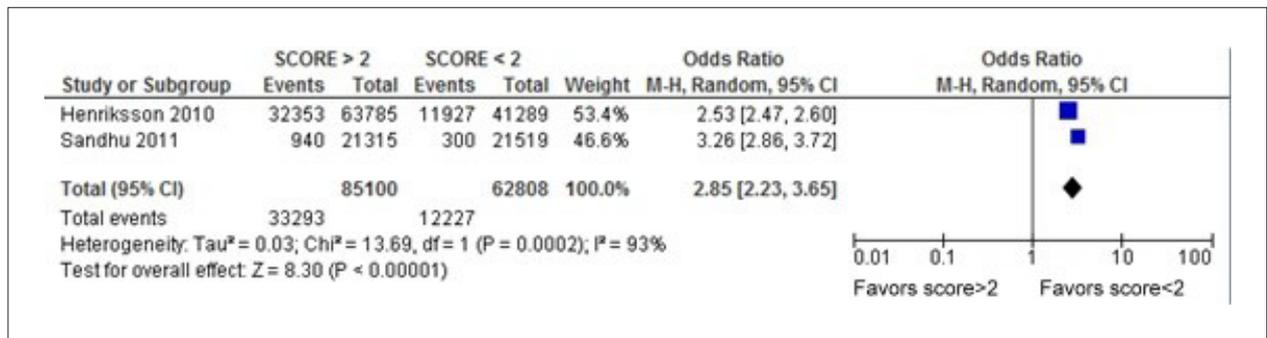 SCORE > 2 SCORE < 2 Odds Ratio Odds Ratio
Study or Subgroup Events Total Events Total Weight M-H, Random, 95% CI M-H, Random, 95% CI
Henriksson 2010 32353 63785 11927 41289 53.4% 2.53 [2.47, 2.60]
Sandhu 2011 940 21315 300 21519 46.6% 3.26 [2.86, 3.72]
Total (95% CI) 85100 62808 100.0% 2.85 [2.23, 3.65]
Total events 33293 12227
Heterogeneity: Tau² = 0.03; Chi² = 13.69, df = 1 (P = 0.0002); I² = 93%
Test for overall effect: Z = 8.30 (P < 0.00001)
0.01 0.1 1 10 100
Favors score>2 Favors score<2